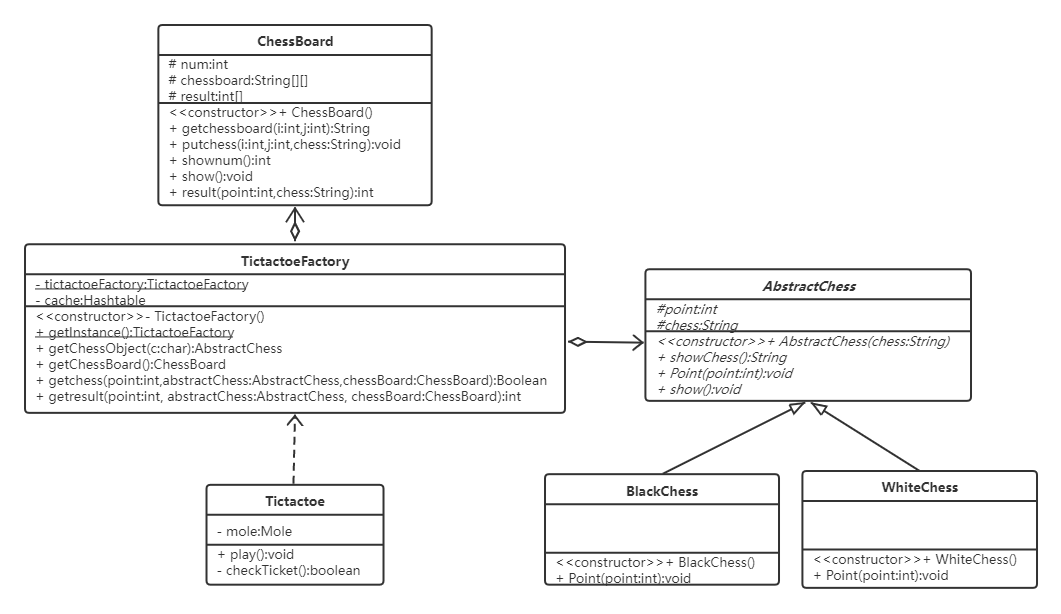 ChessBoard
# num:int
# chessboard:String[][]
# result:int[]
<<constructor>>+ ChessBoard()
+ getchessboard(i:int,j:int):String
+ putchess(i:int,j:int,chess:String):void
+ shownum():int
+ show():void
+ result(point:int,chess:String):int
TictactoeFactory
- tictactoeFactory:TictactoeFactory
- cache:Hashtable
<<constructor>>- TictactoeFactory()
+ getInstance():TictactoeFactory
+ getChessObject(c:char):AbstractChess
+ getChessBoard():ChessBoard
+ getchess(point:int,abstractChess:AbstractChess,chessBoard:ChessBoard):Boolean
+ getresult(point:int, abstractChess:AbstractChess, chessBoard:ChessBoard):int
AbstractChess
#point:int
#chess:String
<<constructor>>+ AbstractChess(chess:String)
+ showChess():String
+ Point(point:int):void
+ show():void
Tictactoe
- mole:Mole
+ play():void
- checkTicket():boolean
BlackChess
<<constructor>>+ BlackChess()
+ Point(point:int):void
WhiteChess
<<constructor>>+ WhiteChess()
+ Point(point:int):void